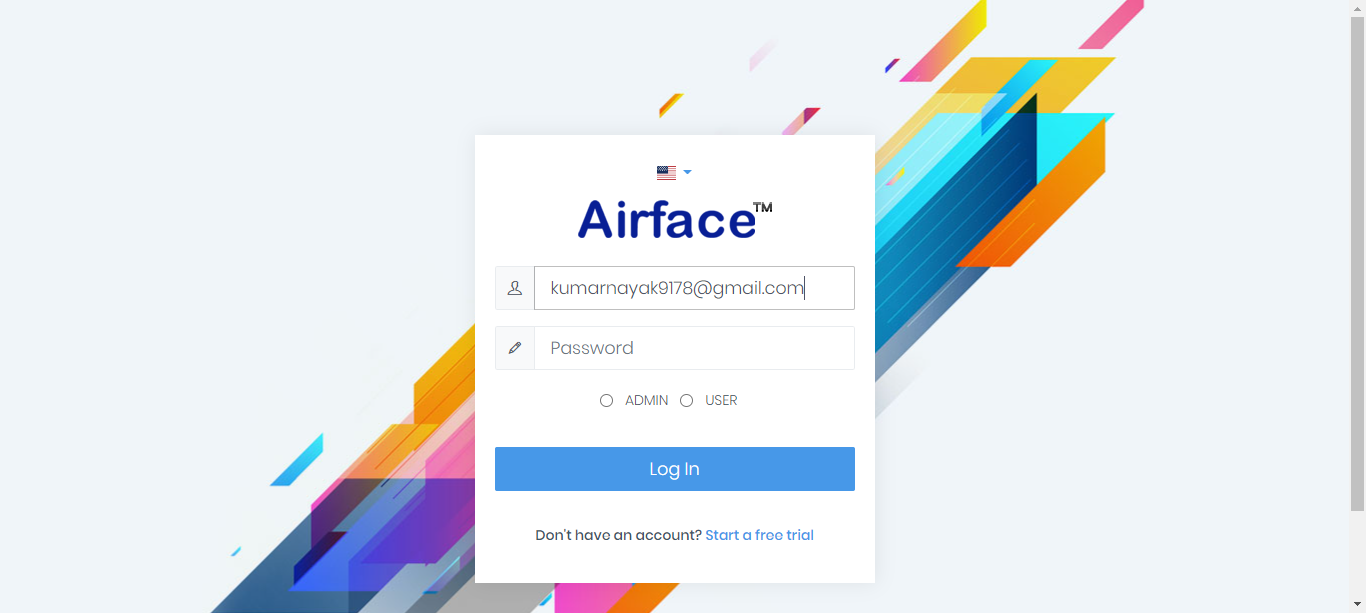 Airface™
kumarnayak9178@gmail.com
Password
ADMIN USER
Log In
Don't have an account? Start a free trial